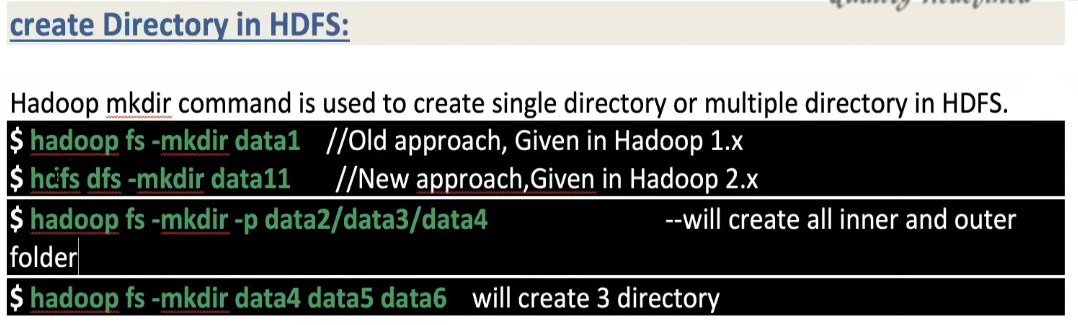 create Directory in HDFS:
Hadoop mkdir command is used to create single directory or multiple directory in HDFS.
$ hadoop fs -mkdir data1 //Old approach, Given in Hadoop 1.x
$ hdfs dfs -mkdir data11 //New approach,Given in Hadoop 2.x
$ hadoop fs -mkdir -p data2/data3/data4 --will create all inner and outer
folder
$ hadoop fs -mkdir data4 data5 data6 will create 3 directory